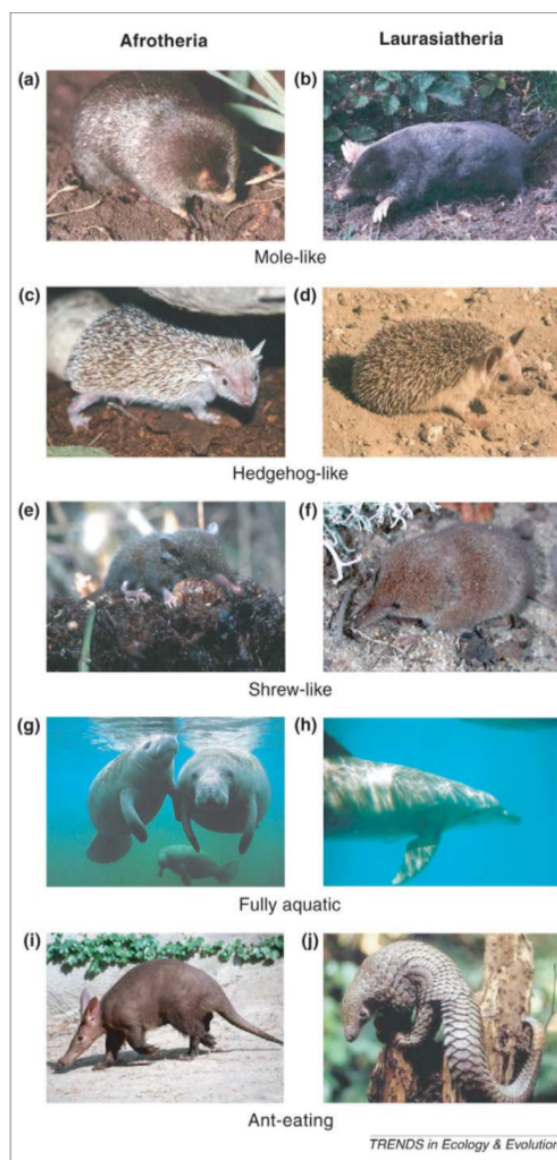 Afrotheria Laurasiatheria
(a) (b)
Mole-like
(c) (d)
Hedgehog-like
(e) (f)
Shrew-like
(g) (h)
Fully aquatic
(i) (j)
Ant-eating
TRENDS in Ecology & Evolution